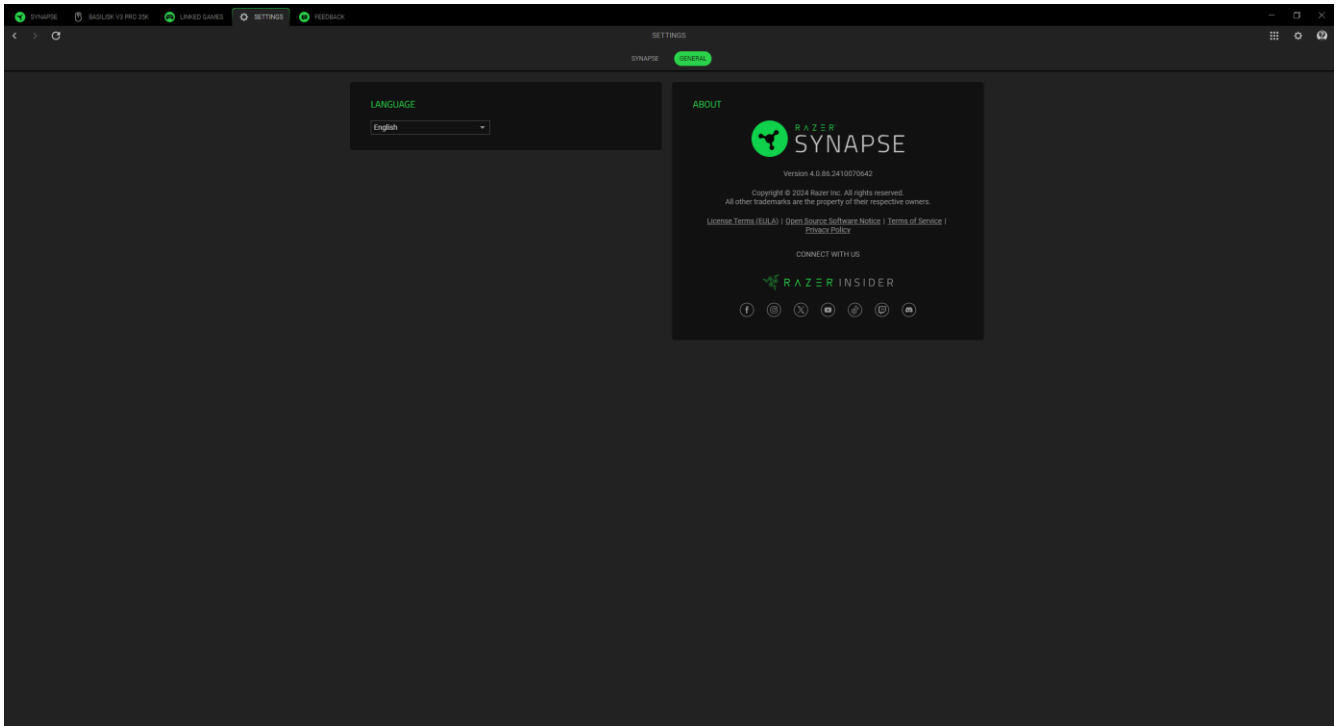 SYNAPSE
BASILISK V3 PRO 35K
LINKED GAMES
SETTINGS
FEEDBACK
SETTINGS
SYNAPSE
GENERAL
LANGUAGE
English
ABOUT
RAZER
SYNAPSE
Version 4.0.86.2410070642
Copyright © 2024 Razer Inc. All rights reserved.
All other trademarks are the property of their respective owners.
License Terms (EULA) | Open Source Software Notice | Terms of Service |
Privacy Policy
CONNECT WITH US
RAZER INSIDER